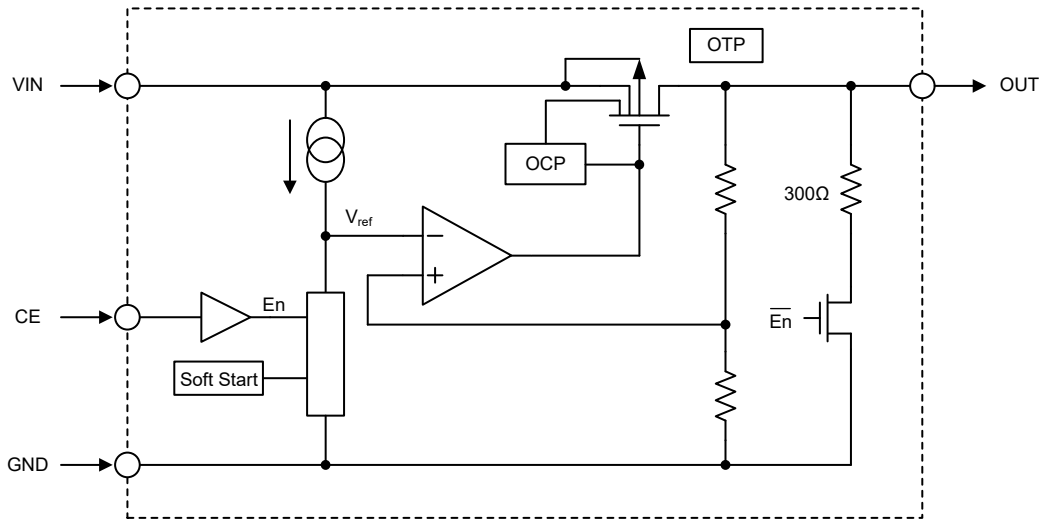 OTP
VIN
OUT
OCP
300Ω
Vref
−
+
CE
En
En̅
Soft Start
GND